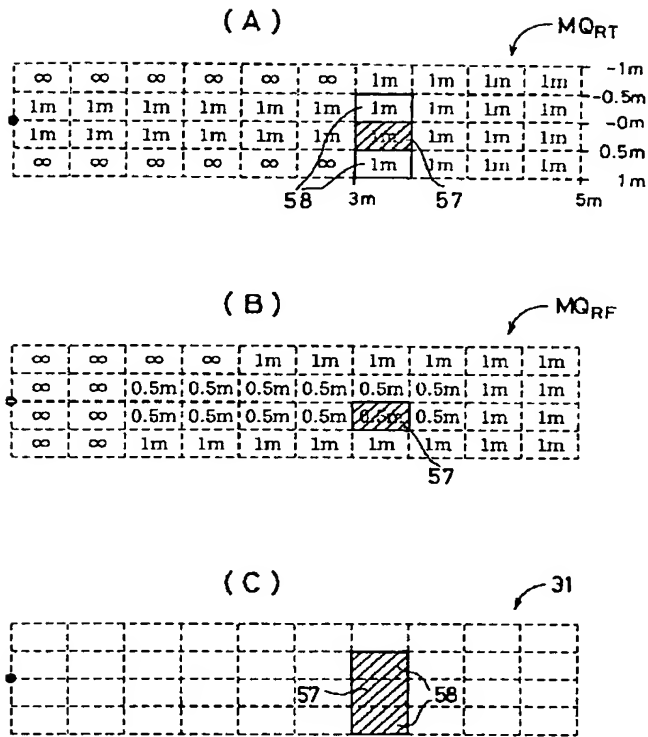 (A)
MQRT
∞ ∞ ∞ ∞ ∞ ∞ 1m 1m 1m 1m -1m
1m 1m 1m 1m 1m 1m 1m 1m 1m 1m -0.5m
-0m
1m 1m 1m 1m 1m 1m 1m 1m 1m 1m 0.5m
∞ ∞ ∞ ∞ ∞ ∞ 1m 1m 1m 1m 1m
58 3m 57 5m
(B)
MQRF
∞ ∞ ∞ ∞ 1m 1m 1m 1m 1m 1m
∞ ∞ 0.5m 0.5m 0.5m 0.5m 0.5m 0.5m 1m 1m
∞ ∞ 0.5m 0.5m 0.5m 0.5m 0.5m 0.5m 1m 1m
∞ ∞ 1m 1m 1m 1m 1m 1m 1m 1m
57
(C)
31
57 58